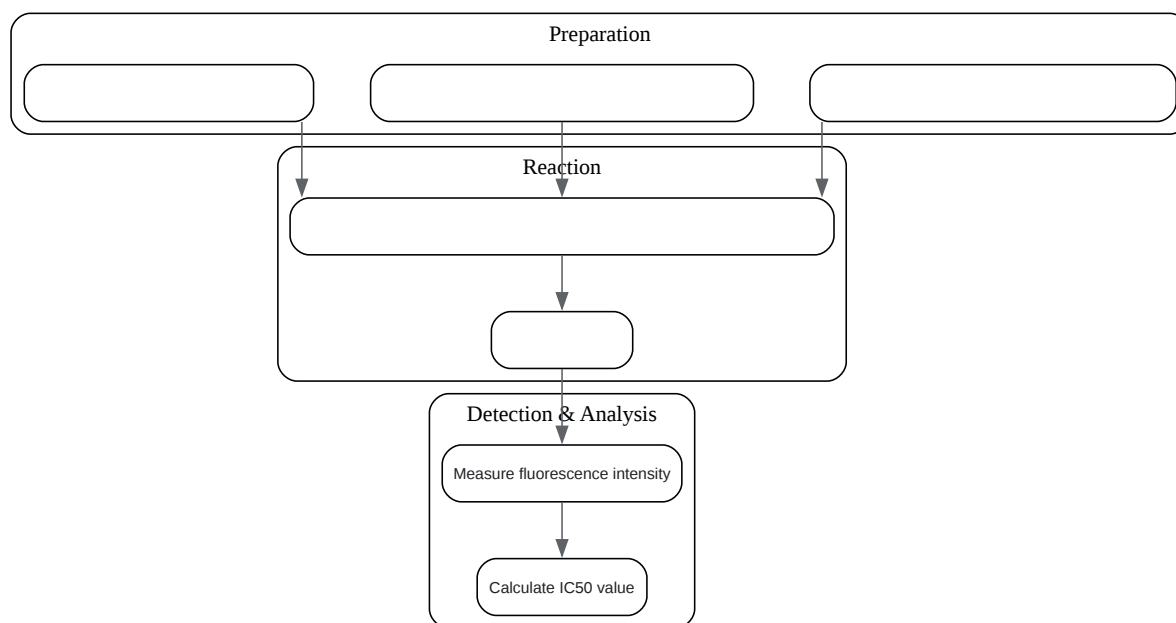 Preparation
Reaction
Detection & Analysis
Measure fluorescence intensity
Calculate IC50 value